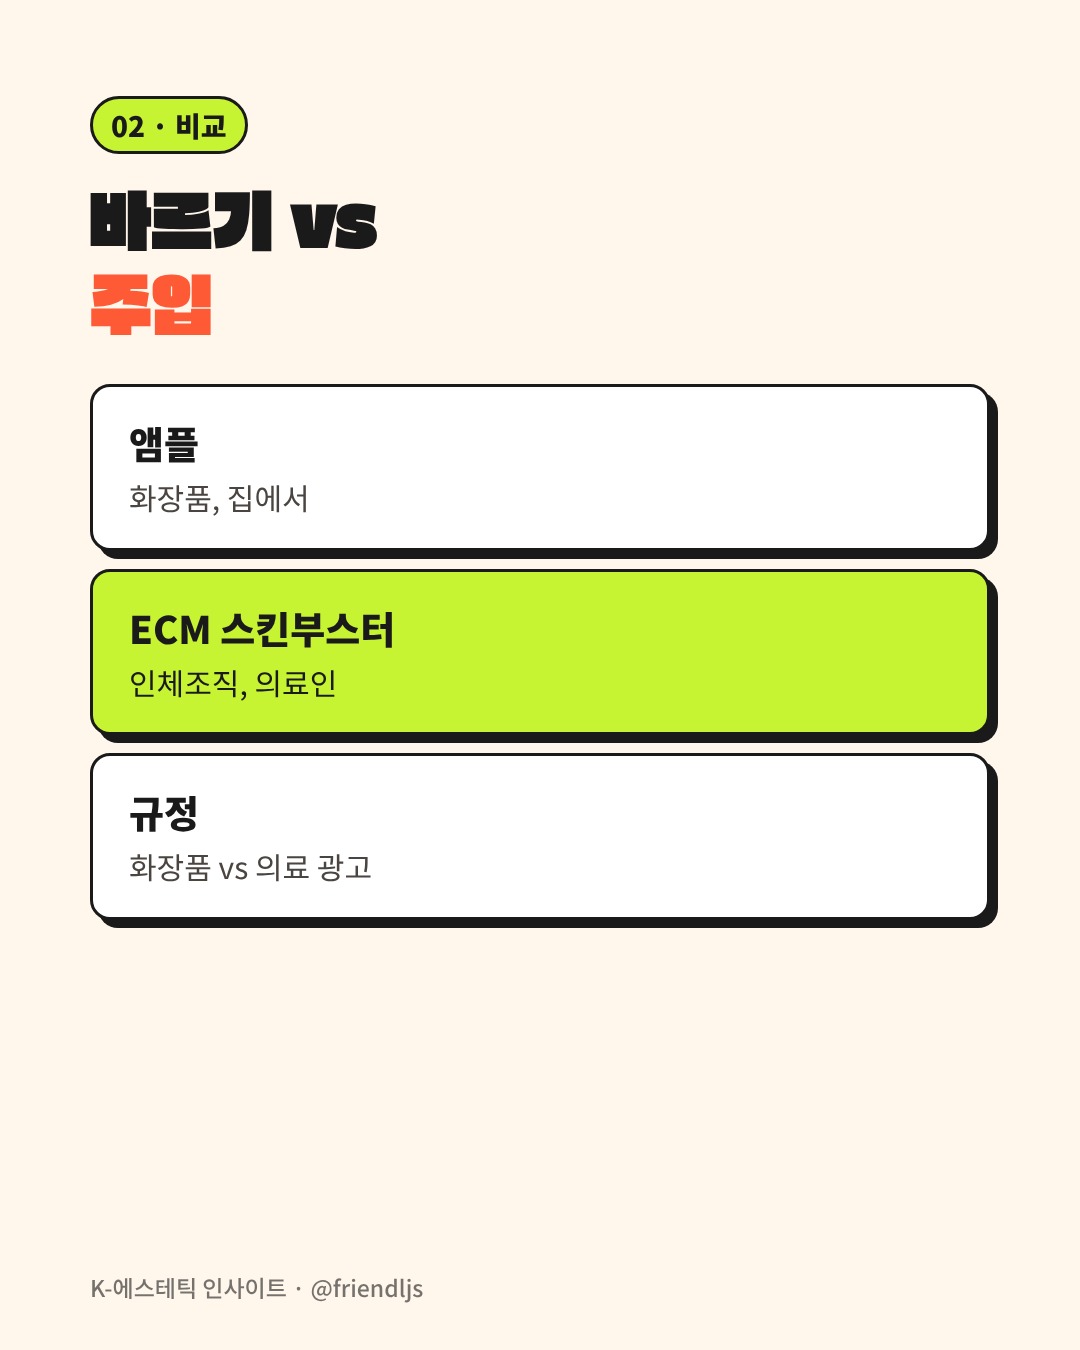 02 · 비교
바르기 vs
주입
앰플
화장품, 집에서
ECM 스킨부스터
인체조직, 의료인
규정
화장품 vs 의료 광고
K-에스테틱 인사이트 · @friendljs